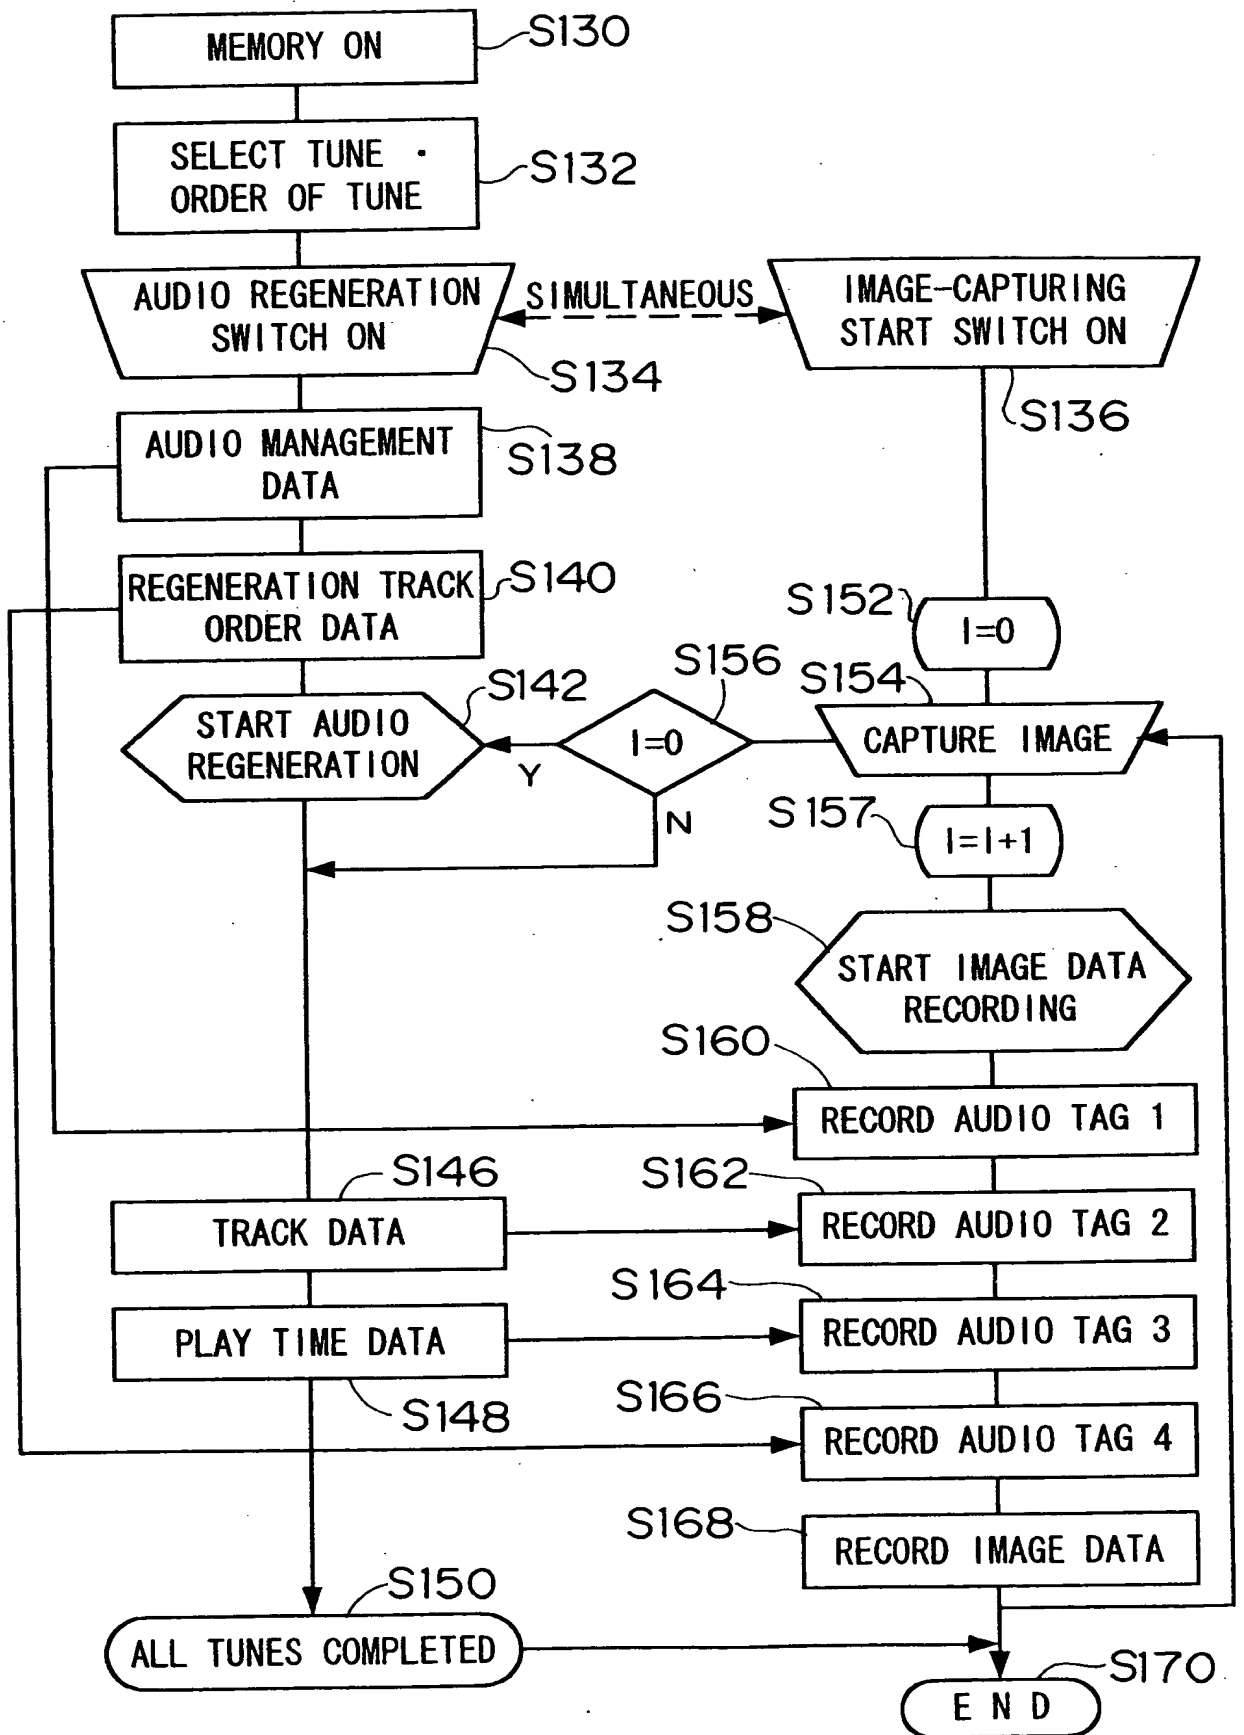 MEMORY ON
S130
SELECT TUNE ·
ORDER OF TUNE
S132
AUDIO REGENERATION
SWITCH ON
S134
SIMULTANEOUS
IMAGE-CAPTURING
START SWITCH ON
S136
AUDIO MANAGEMENT
DATA
S138
REGENERATION TRACK
ORDER DATA
S140
S152
I=0
S142
START AUDIO
REGENERATION
S156
I=0
Y
N
S154
CAPTURE IMAGE
S157
I=I+1
S158
START IMAGE DATA
RECORDING
S160
RECORD AUDIO TAG 1
S146
TRACK DATA
S162
RECORD AUDIO TAG 2
PLAY TIME DATA
S148
S164
RECORD AUDIO TAG 3
S166
RECORD AUDIO TAG 4
S168
RECORD IMAGE DATA
S150
ALL TUNES COMPLETED
S170
END